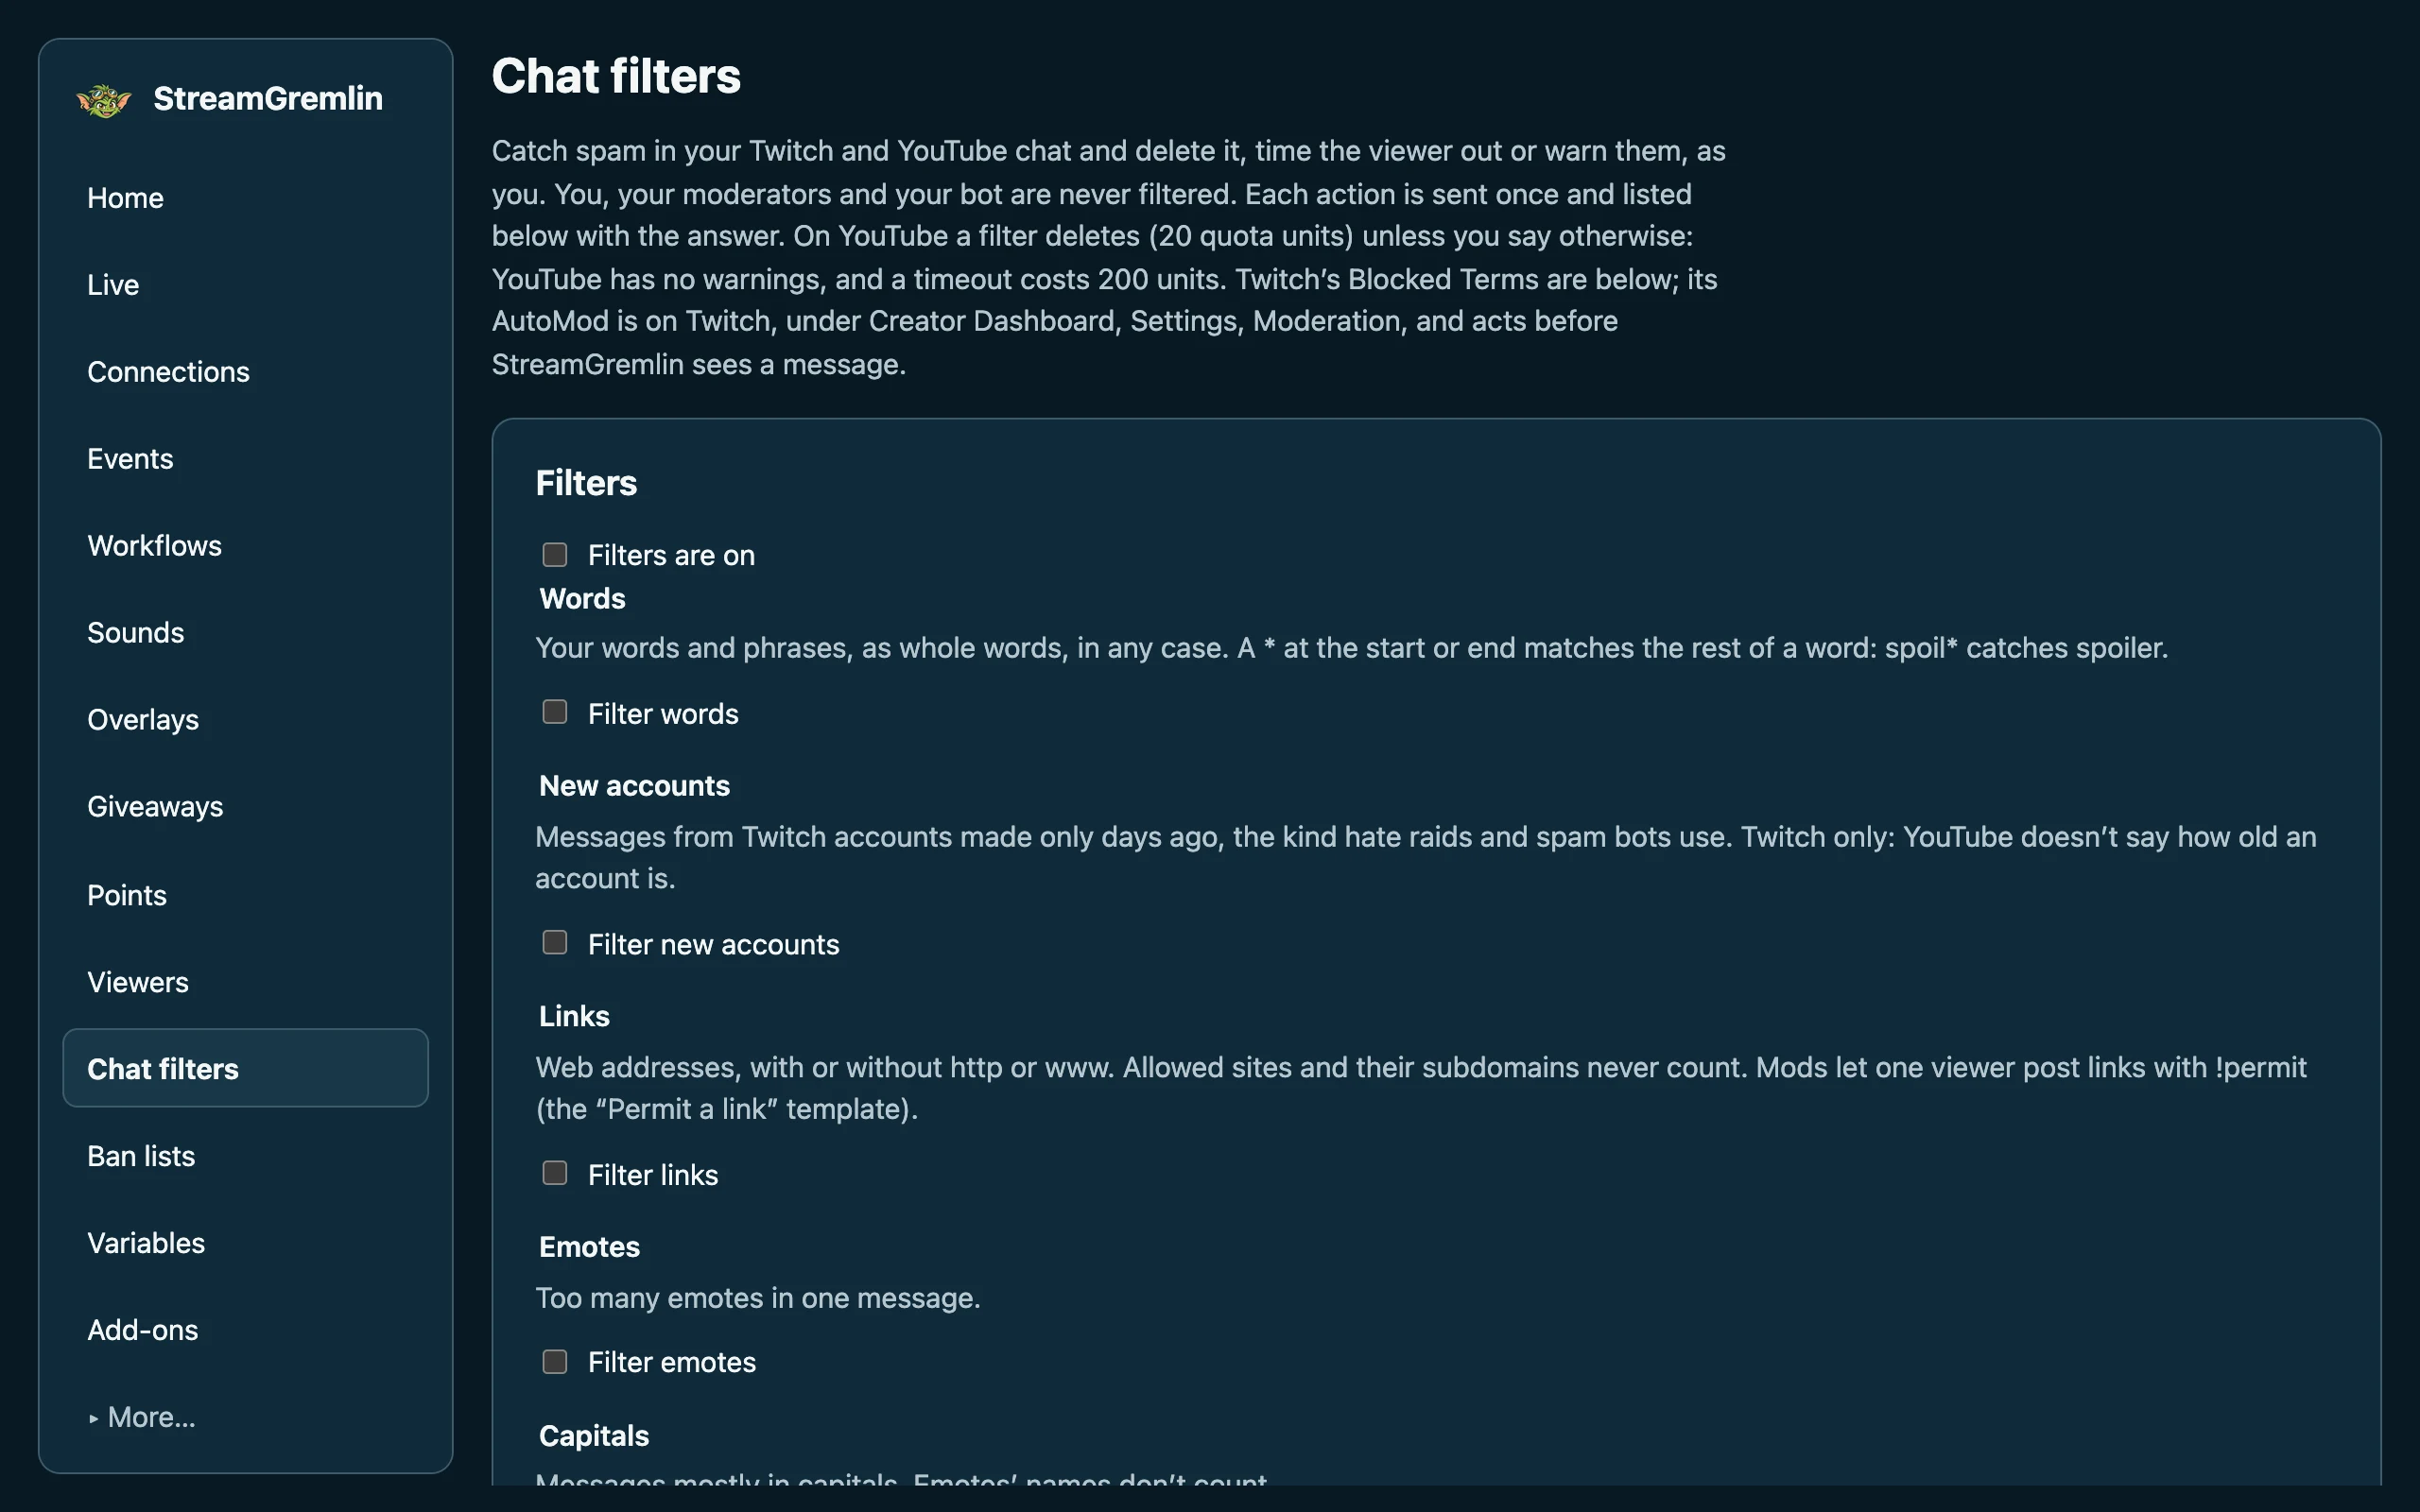 StreamGremlin
Home
Live
Connections
Events
Workflows
Sounds
Overlays
Giveaways
Points
Viewers
Chat filters
Ban lists
Variables
Add-ons
▸ More...
Chat filters
Catch spam in your Twitch and YouTube chat and delete it, time the viewer out or warn them, as
you. You, your moderators and your bot are never filtered. Each action is sent once and listed
below with the answer. On YouTube a filter deletes (20 quota units) unless you say otherwise:
YouTube has no warnings, and a timeout costs 200 units. Twitch’s Blocked Terms are below; its
AutoMod is on Twitch, under Creator Dashboard, Settings, Moderation, and acts before
StreamGremlin sees a message.
Filters
Filters are on
Words
Your words and phrases, as whole words, in any case. A * at the start or end matches the rest of a word: spoil* catches spoiler.
Filter words
New accounts
Messages from Twitch accounts made only days ago, the kind hate raids and spam bots use. Twitch only: YouTube doesn’t say how old an
account is.
Filter new accounts
Links
Web addresses, with or without http or www. Allowed sites and their subdomains never count. Mods let one viewer post links with !permit
(the “Permit a link” template).
Filter links
Emotes
Too many emotes in one message.
Filter emotes
Capitals
Messages mostly in capitals. Emotes’ names don’t count.